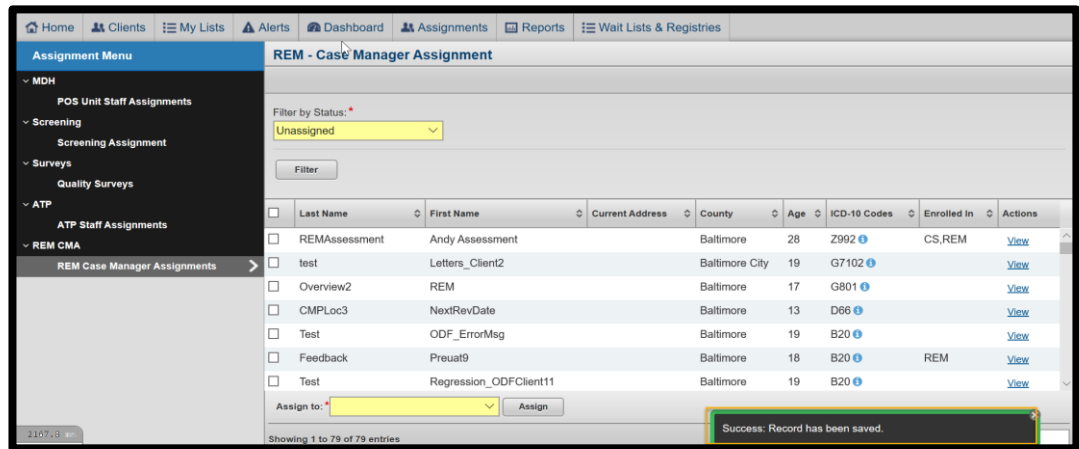 Home Clients My Lists Alerts Dashboard Assignments Reports Wait Lists & Registries
Assignment Menu
MDH
POS Unit Staff Assignments
Screening
Screening Assignment
Surveys
Quality Surveys
ATP
ATP Staff Assignments
REM CMA
REM Case Manager Assignments
REM - Case Manager Assignment
Filter by Status:*
Unassigned
Filter
Last Name First Name Current Address County Age ICD-10 Codes Enrolled In Actions
REMAssessment Andy Assessment Baltimore 28 Z992 CS,REM View
test Letters_Client2 Baltimore City 19 G7102 View
Overview2 REM Baltimore 17 G801 View
CMPLoc3 NextRevDate Baltimore 13 D66 View
Test ODF_ErrorMsg Baltimore 19 B20 View
Feedback Preuat9 Baltimore 18 B20 REM View
Test Regression_ODFClient11 Baltimore 19 B20 View
Assign to:* Assign
Showing 1 to 79 of 79 entries
Success: Record has been saved.
2167.8